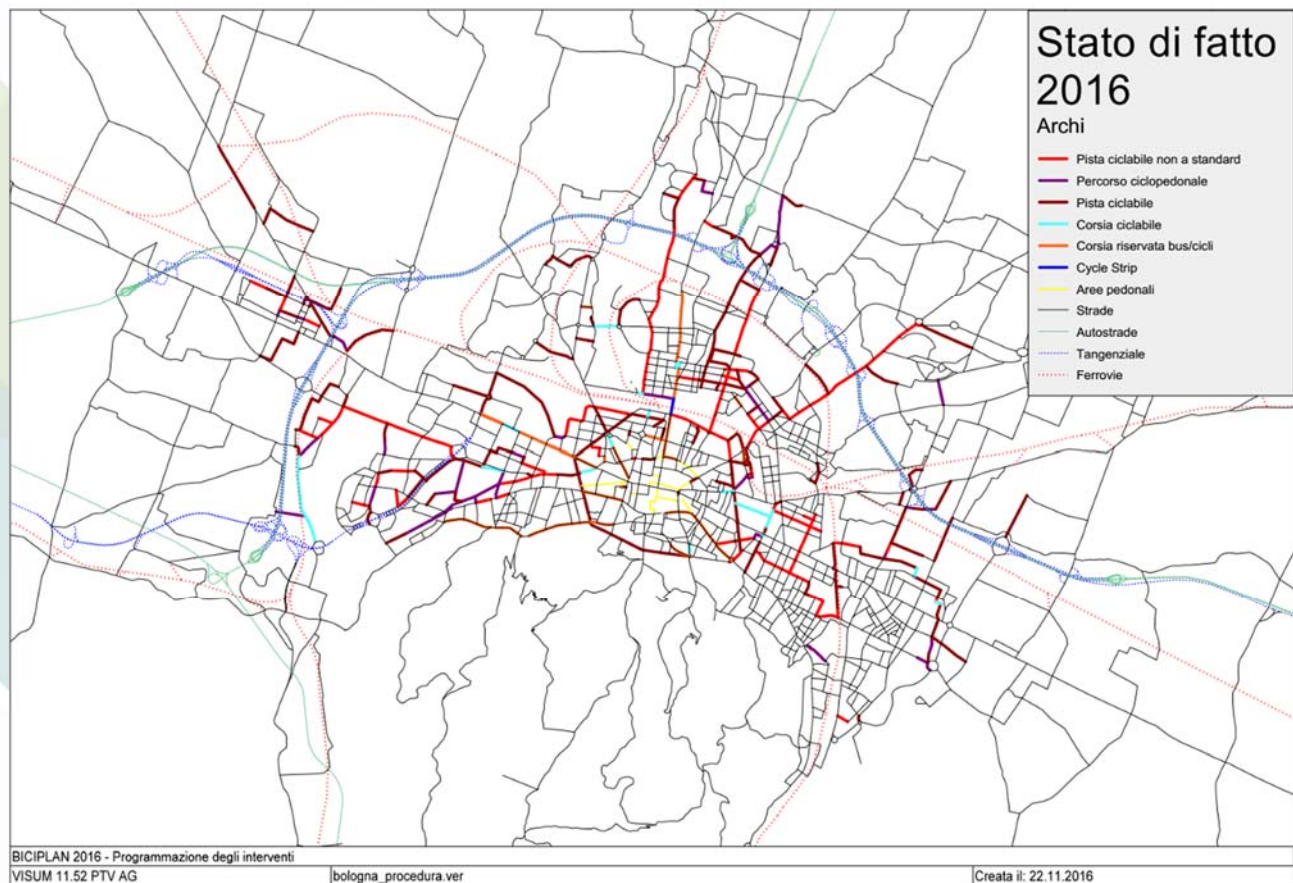 Stato di fatto
2016
Archi
Pista ciclabile non a standard
Percorso ciclopedonale
Pista ciclabile
Corsia ciclabile
Corsia riservata bus/cicli
Cycle Strip
Aree pedonali
Strade
Autostrade
Tangenziale
Ferrovie
BICIPLAN 2016 - Programmazione degli interventi
VISUM 11.52 PTV AG
bologna_procedura.ver
Creata il: 22.11.2016